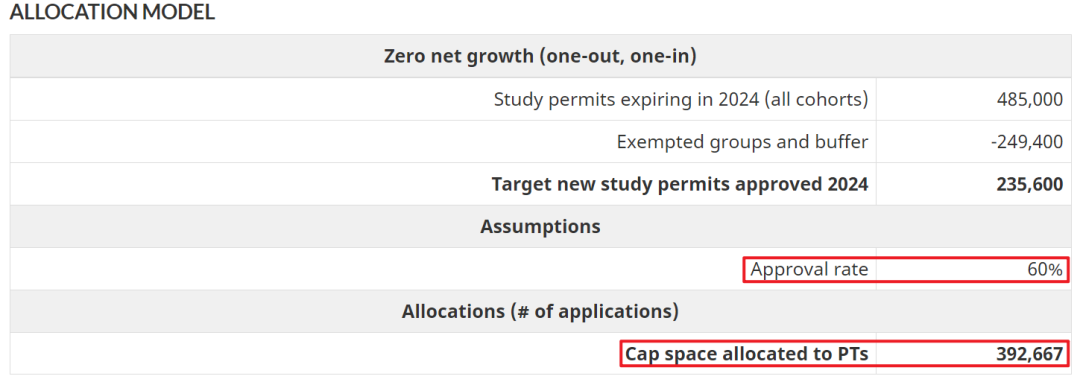 ALLOCATION MODEL
Zero net growth (one-out, one-in)
Study permits expiring in 2024 (all cohorts) 485,000
Exempted groups and buffer -249,400
Target new study permits approved 2024 235,600
Assumptions
Approval rate 60%
Allocations (# of applications)
Cap space allocated to PTs 392,667